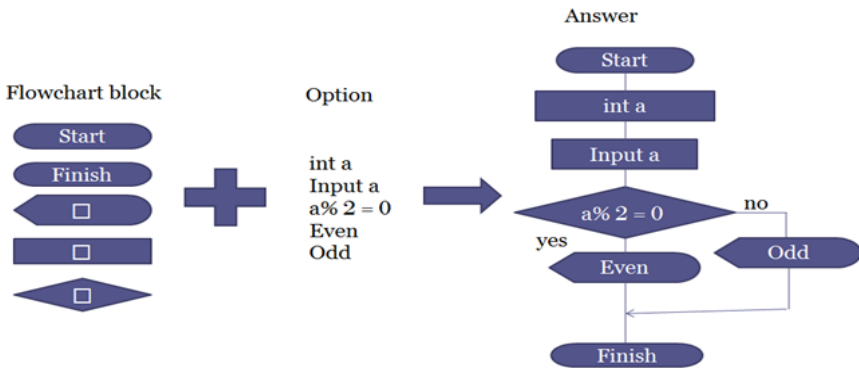 Flowchart block
Start
Finish
Option
int a
Input a
a% 2 = 0
Even
Odd
Answer
Start
int a
Input a
a% 2 = 0
no
yes
Even
Odd
Finish